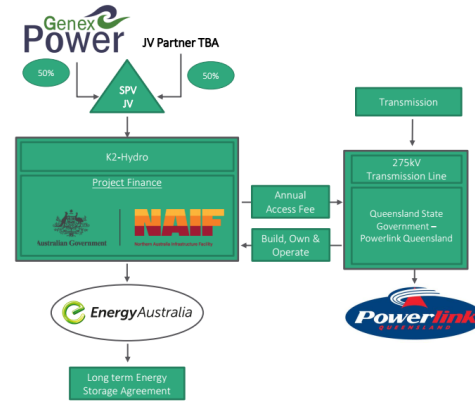 Genex
Power
JV Partner TBA
50%
50%
SPV
JV
Transmission
K2-Hydro
275kV
Transmission Line
Project Finance
Annual
Access Fee
Queensland State
Government –
Powerlink Queensland
Australian Government
NAIF
Northern Australia Infrastructure Facility
Build, Own &
Operate
EnergyAustralia
Powerlink
QUEENSLAND
Long term Energy
Storage Agreement